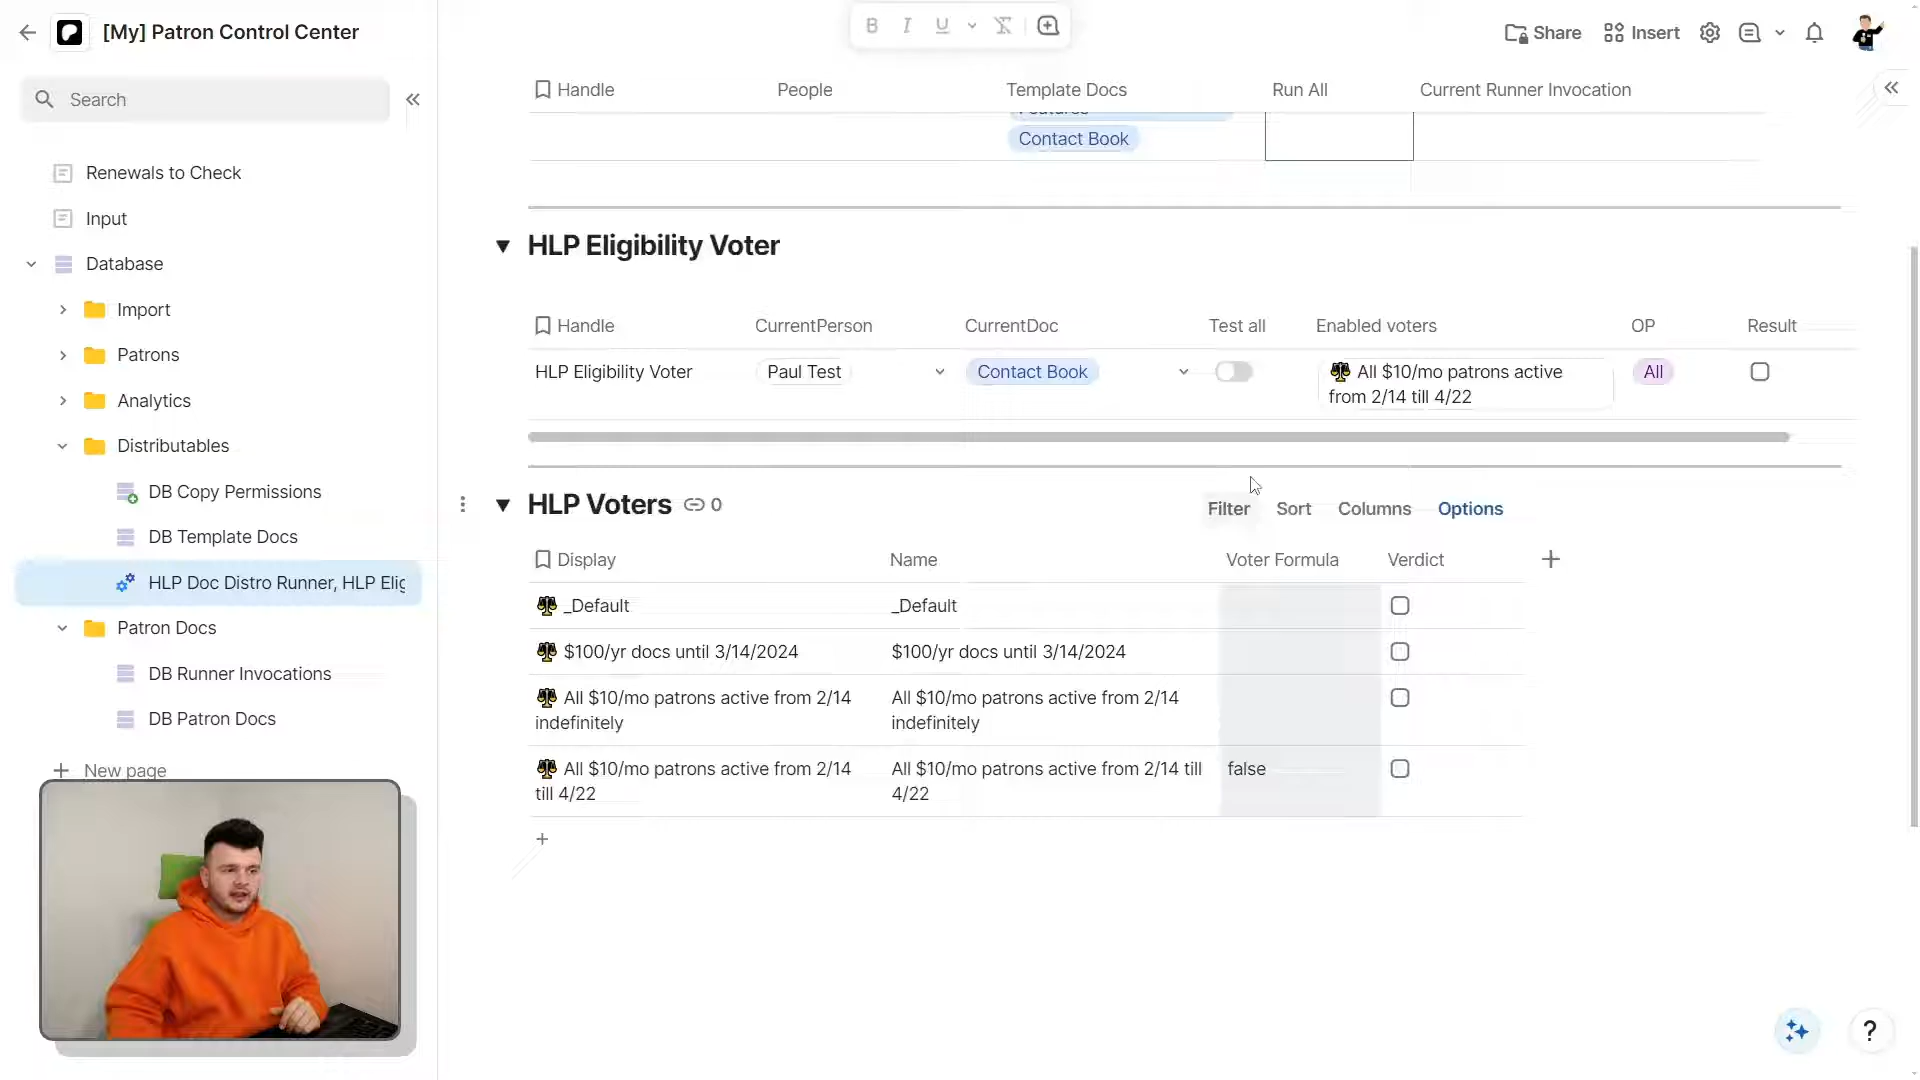 [My] Patron Control Center
B I U
Share
Insert
Search
Renewals to Check
Input
Database
Import
Patrons
Analytics
Distributables
DB Copy Permissions
DB Template Docs
HLP Doc Distro Runner, HLP Elig
Patron Docs
DB Runner Invocations
DB Patron Docs
New page
Handle People Template Docs Run All Current Runner Invocation
Features
Contact Book
HLP Eligibility Voter
Handle CurrentPerson CurrentDoc Test all Enabled voters OP Result
HLP Eligibility Voter Paul Test Contact Book All $10/mo patrons active All
from 2/14 till 4/22
HLP Voters 0 Filter Sort Columns Options
Display Name Voter Formula Verdict
_Default _Default
$100/yr docs until 3/14/2024 $100/yr docs until 3/14/2024
All $10/mo patrons active from 2/14 All $10/mo patrons active from 2/14
indefinitely indefinitely
All $10/mo patrons active from 2/14 All $10/mo patrons active from 2/14 till false
till 4/22 4/22
?